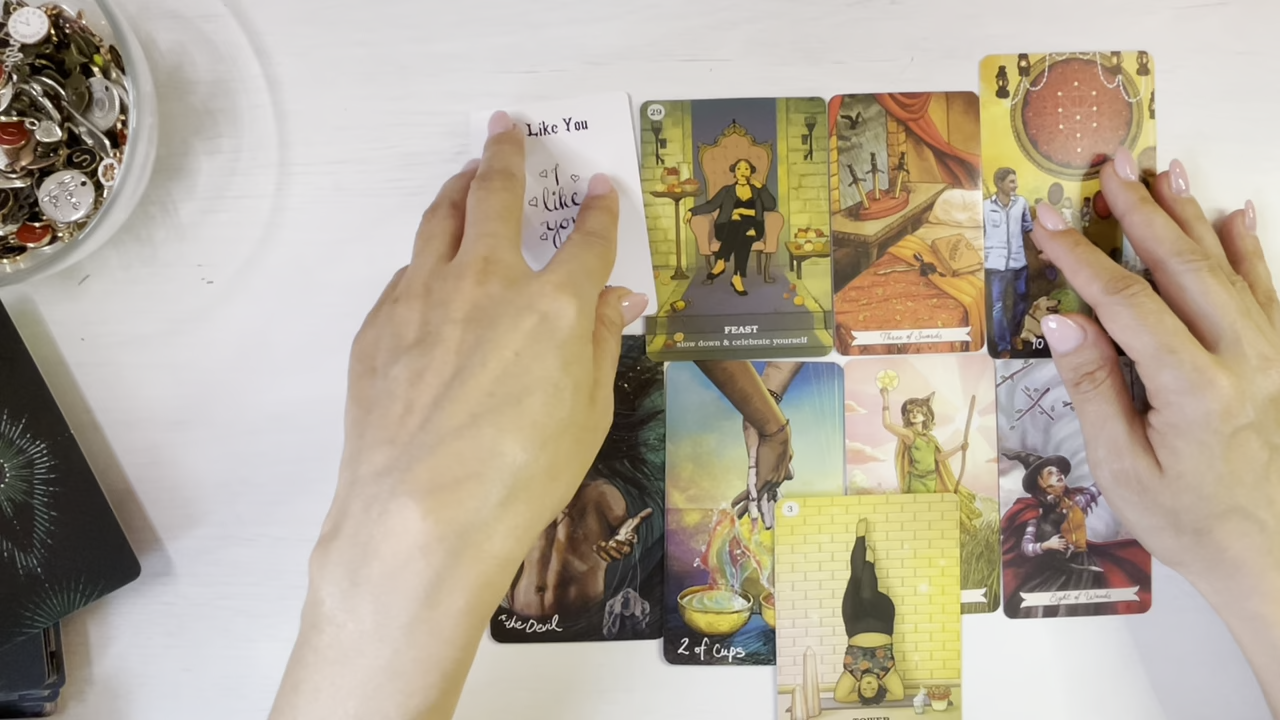 Like You
I
like
you
29
FEAST
slow down & celebrate yourself
Three of Swords
10
the Devil
2 of Cups
Eight of Wands
3
POWER
S